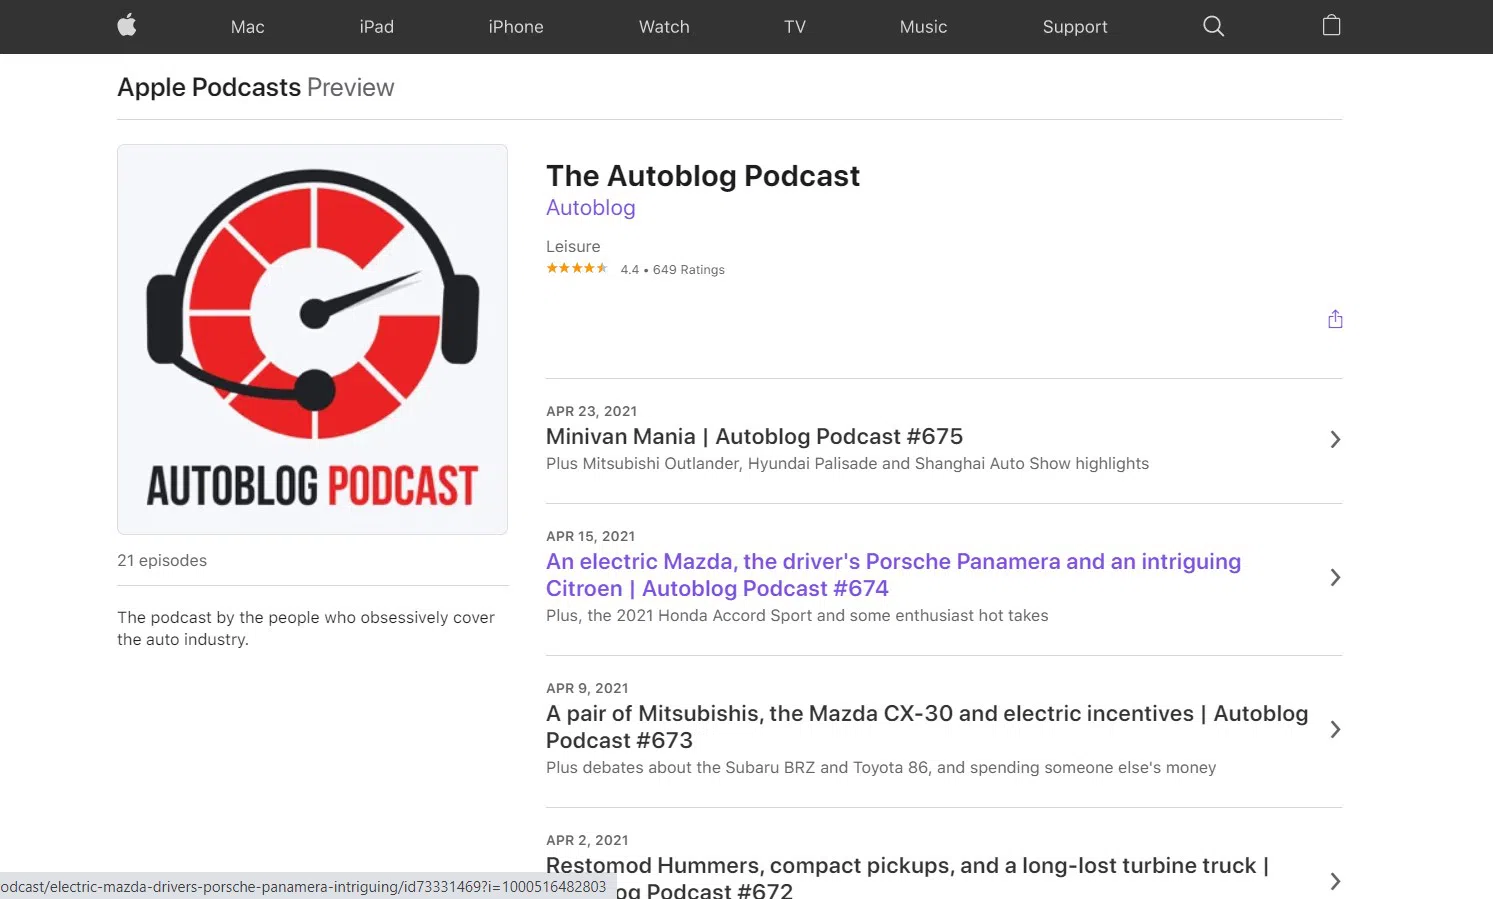 Mac iPad iPhone Watch TV Music Support
Apple Podcasts Preview
AUTOBLOG PODCAST
21 episodes
The podcast by the people who obsessively cover
the auto industry.
The Autoblog Podcast
Autoblog
Leisure
4.4 • 649 Ratings
APR 23, 2021
Minivan Mania | Autoblog Podcast #675
Plus Mitsubishi Outlander, Hyundai Palisade and Shanghai Auto Show highlights
APR 15, 2021
An electric Mazda, the driver's Porsche Panamera and an intriguing
Citroen | Autoblog Podcast #674
Plus, the 2021 Honda Accord Sport and some enthusiast hot takes
APR 9, 2021
A pair of Mitsubishis, the Mazda CX-30 and electric incentives | Autoblog
Podcast #673
Plus debates about the Subaru BRZ and Toyota 86, and spending someone else's money
APR 2, 2021
Restomod Hummers, compact pickups, and a long-lost turbine truck |
og Podcast #672
odcast/electric-mazda-drivers-porsche-panamera-intriguing/id73331469?i=1000516482803